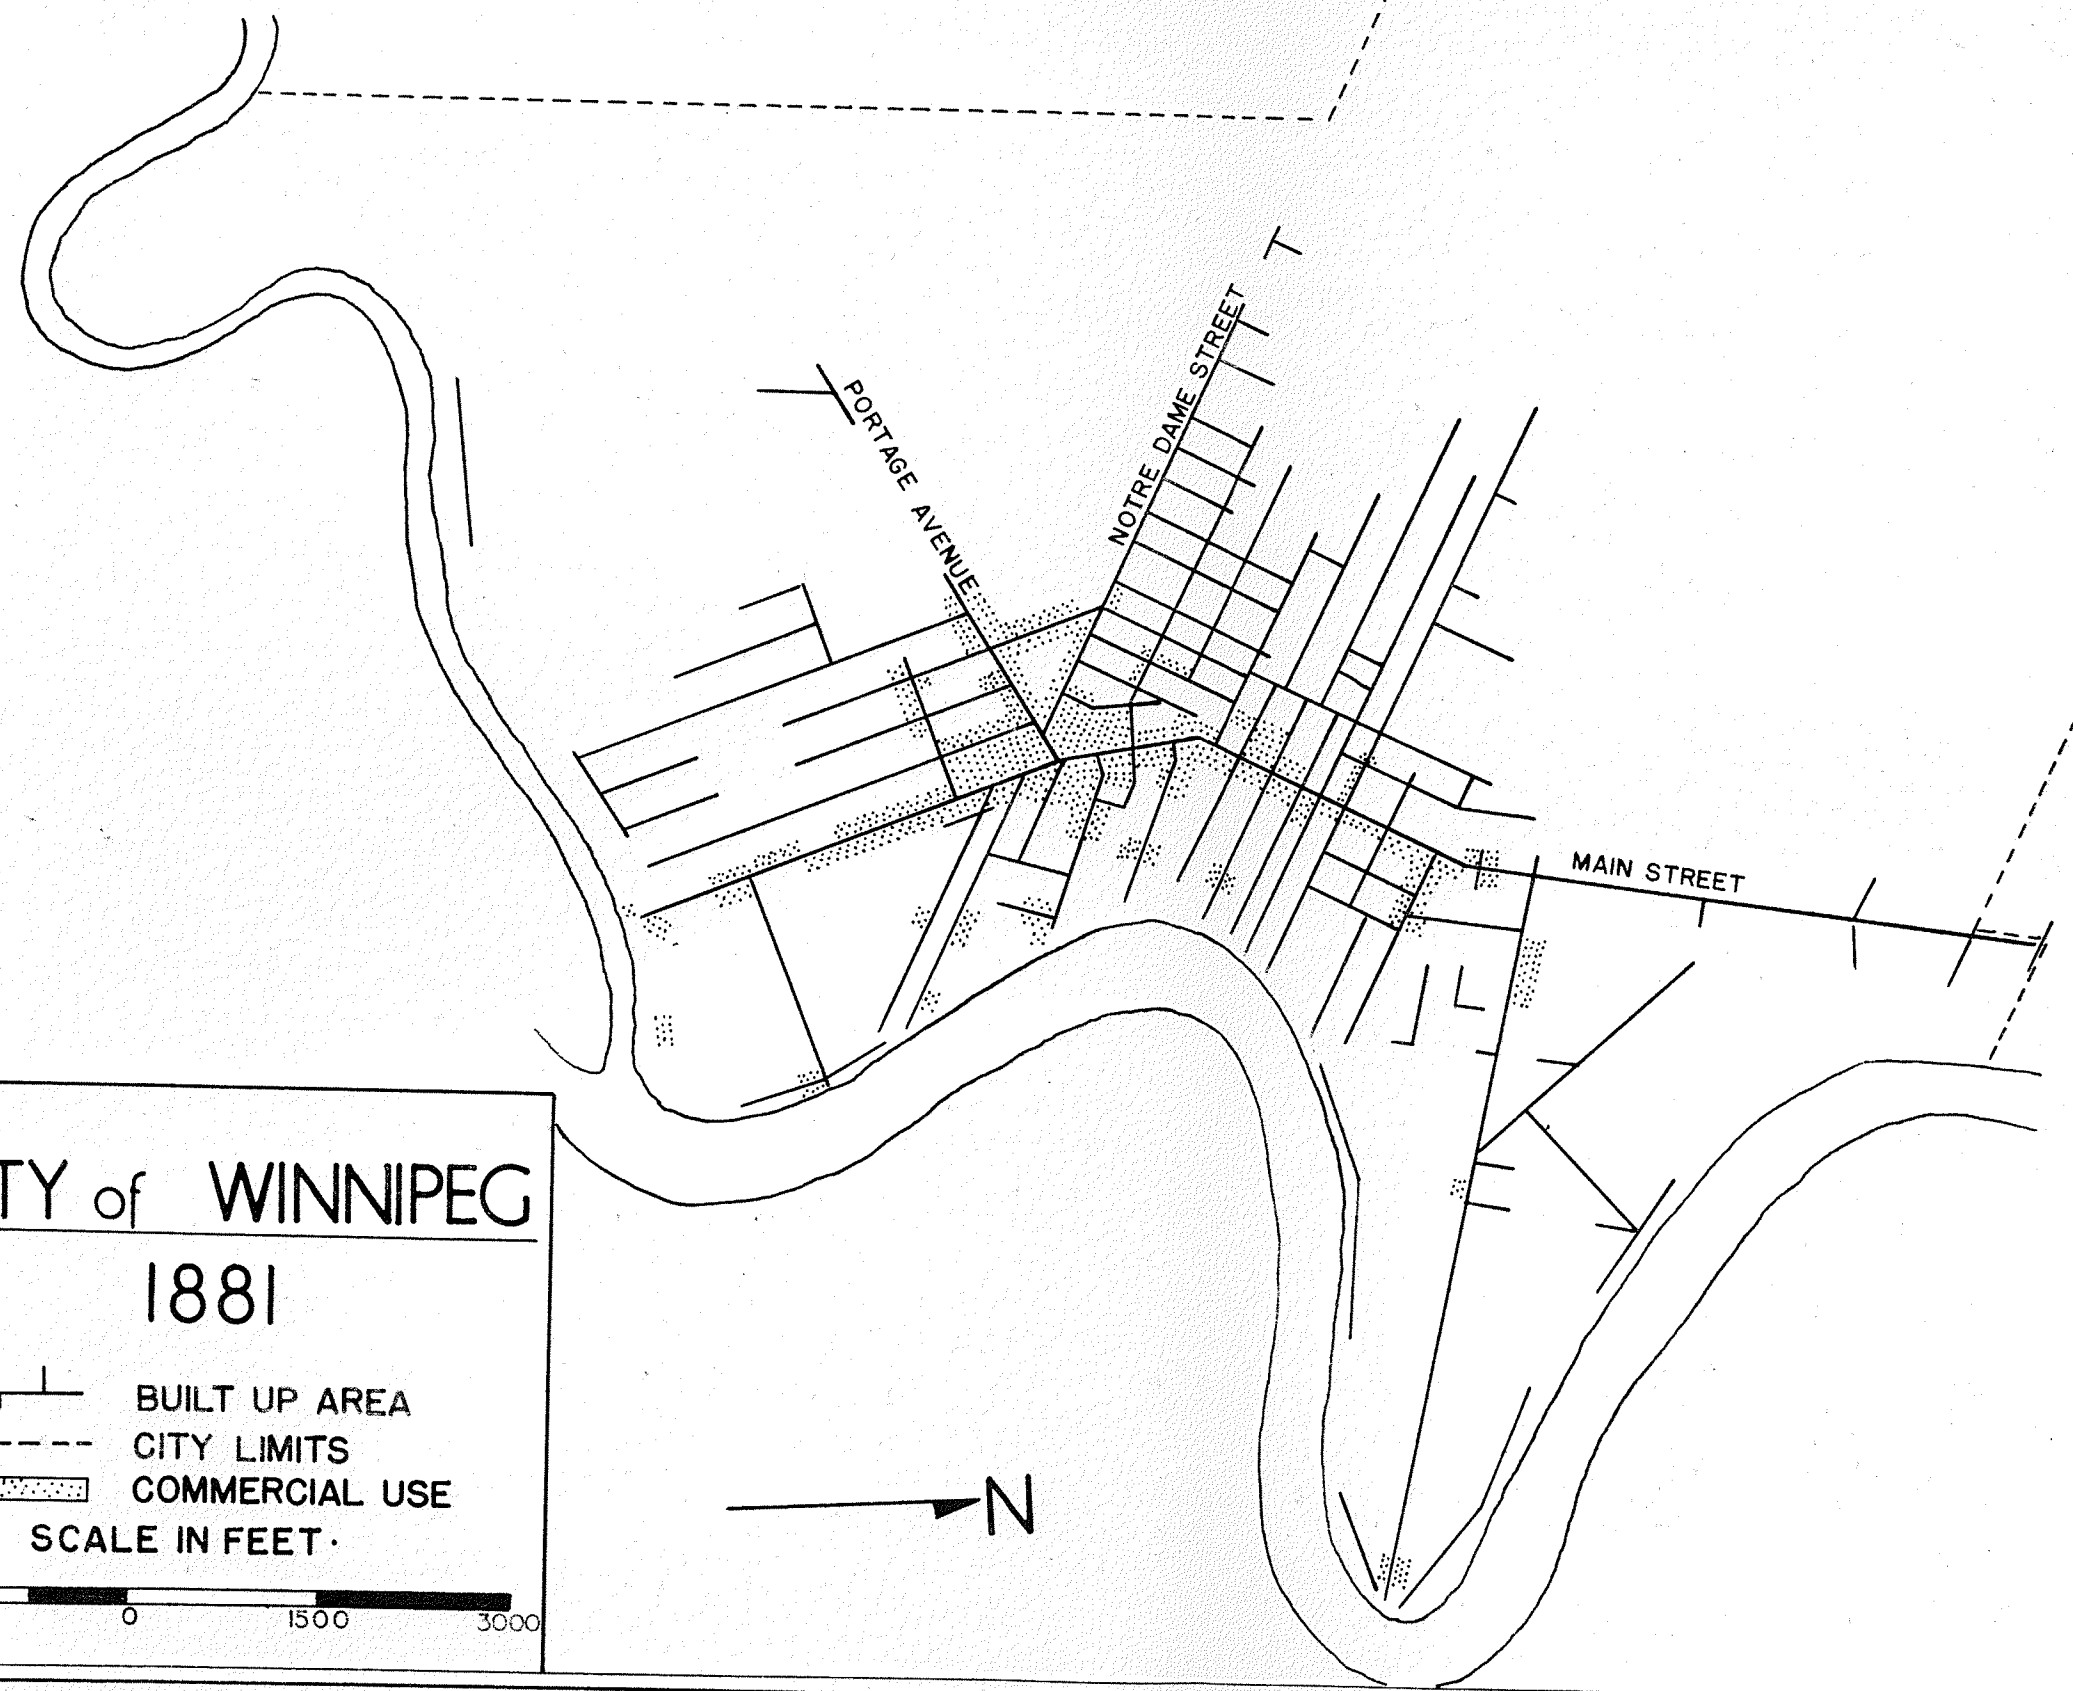 PORTAGE AVENUE
NOTRE DAME STREET
MAIN STREET
TY of WINNIPEG
1881
BUILT UP AREA
CITY LIMITS
COMMERCIAL USE
SCALE IN FEET
0 1500 3000
N